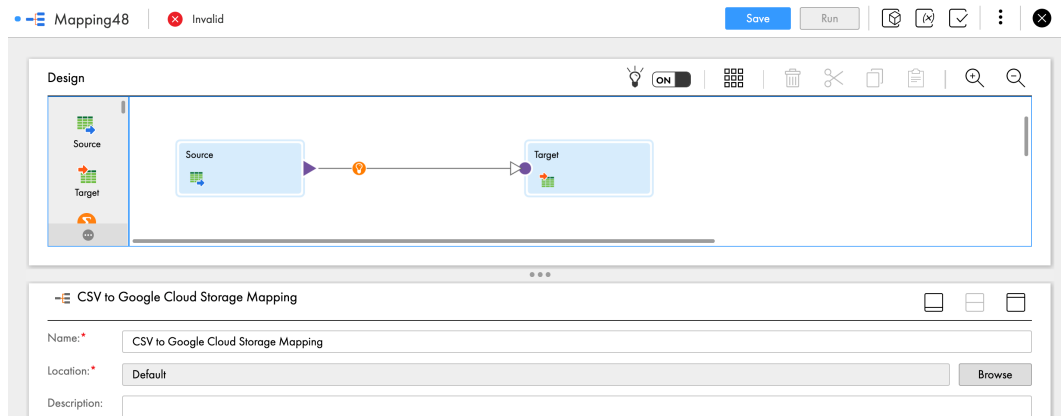 Mapping48
Invalid
Save
Run
Design
ON
Source
Target
Source
Target
CSV to Google Cloud Storage Mapping
Name:*
CSV to Google Cloud Storage Mapping
Location:*
Default
Browse
Description: